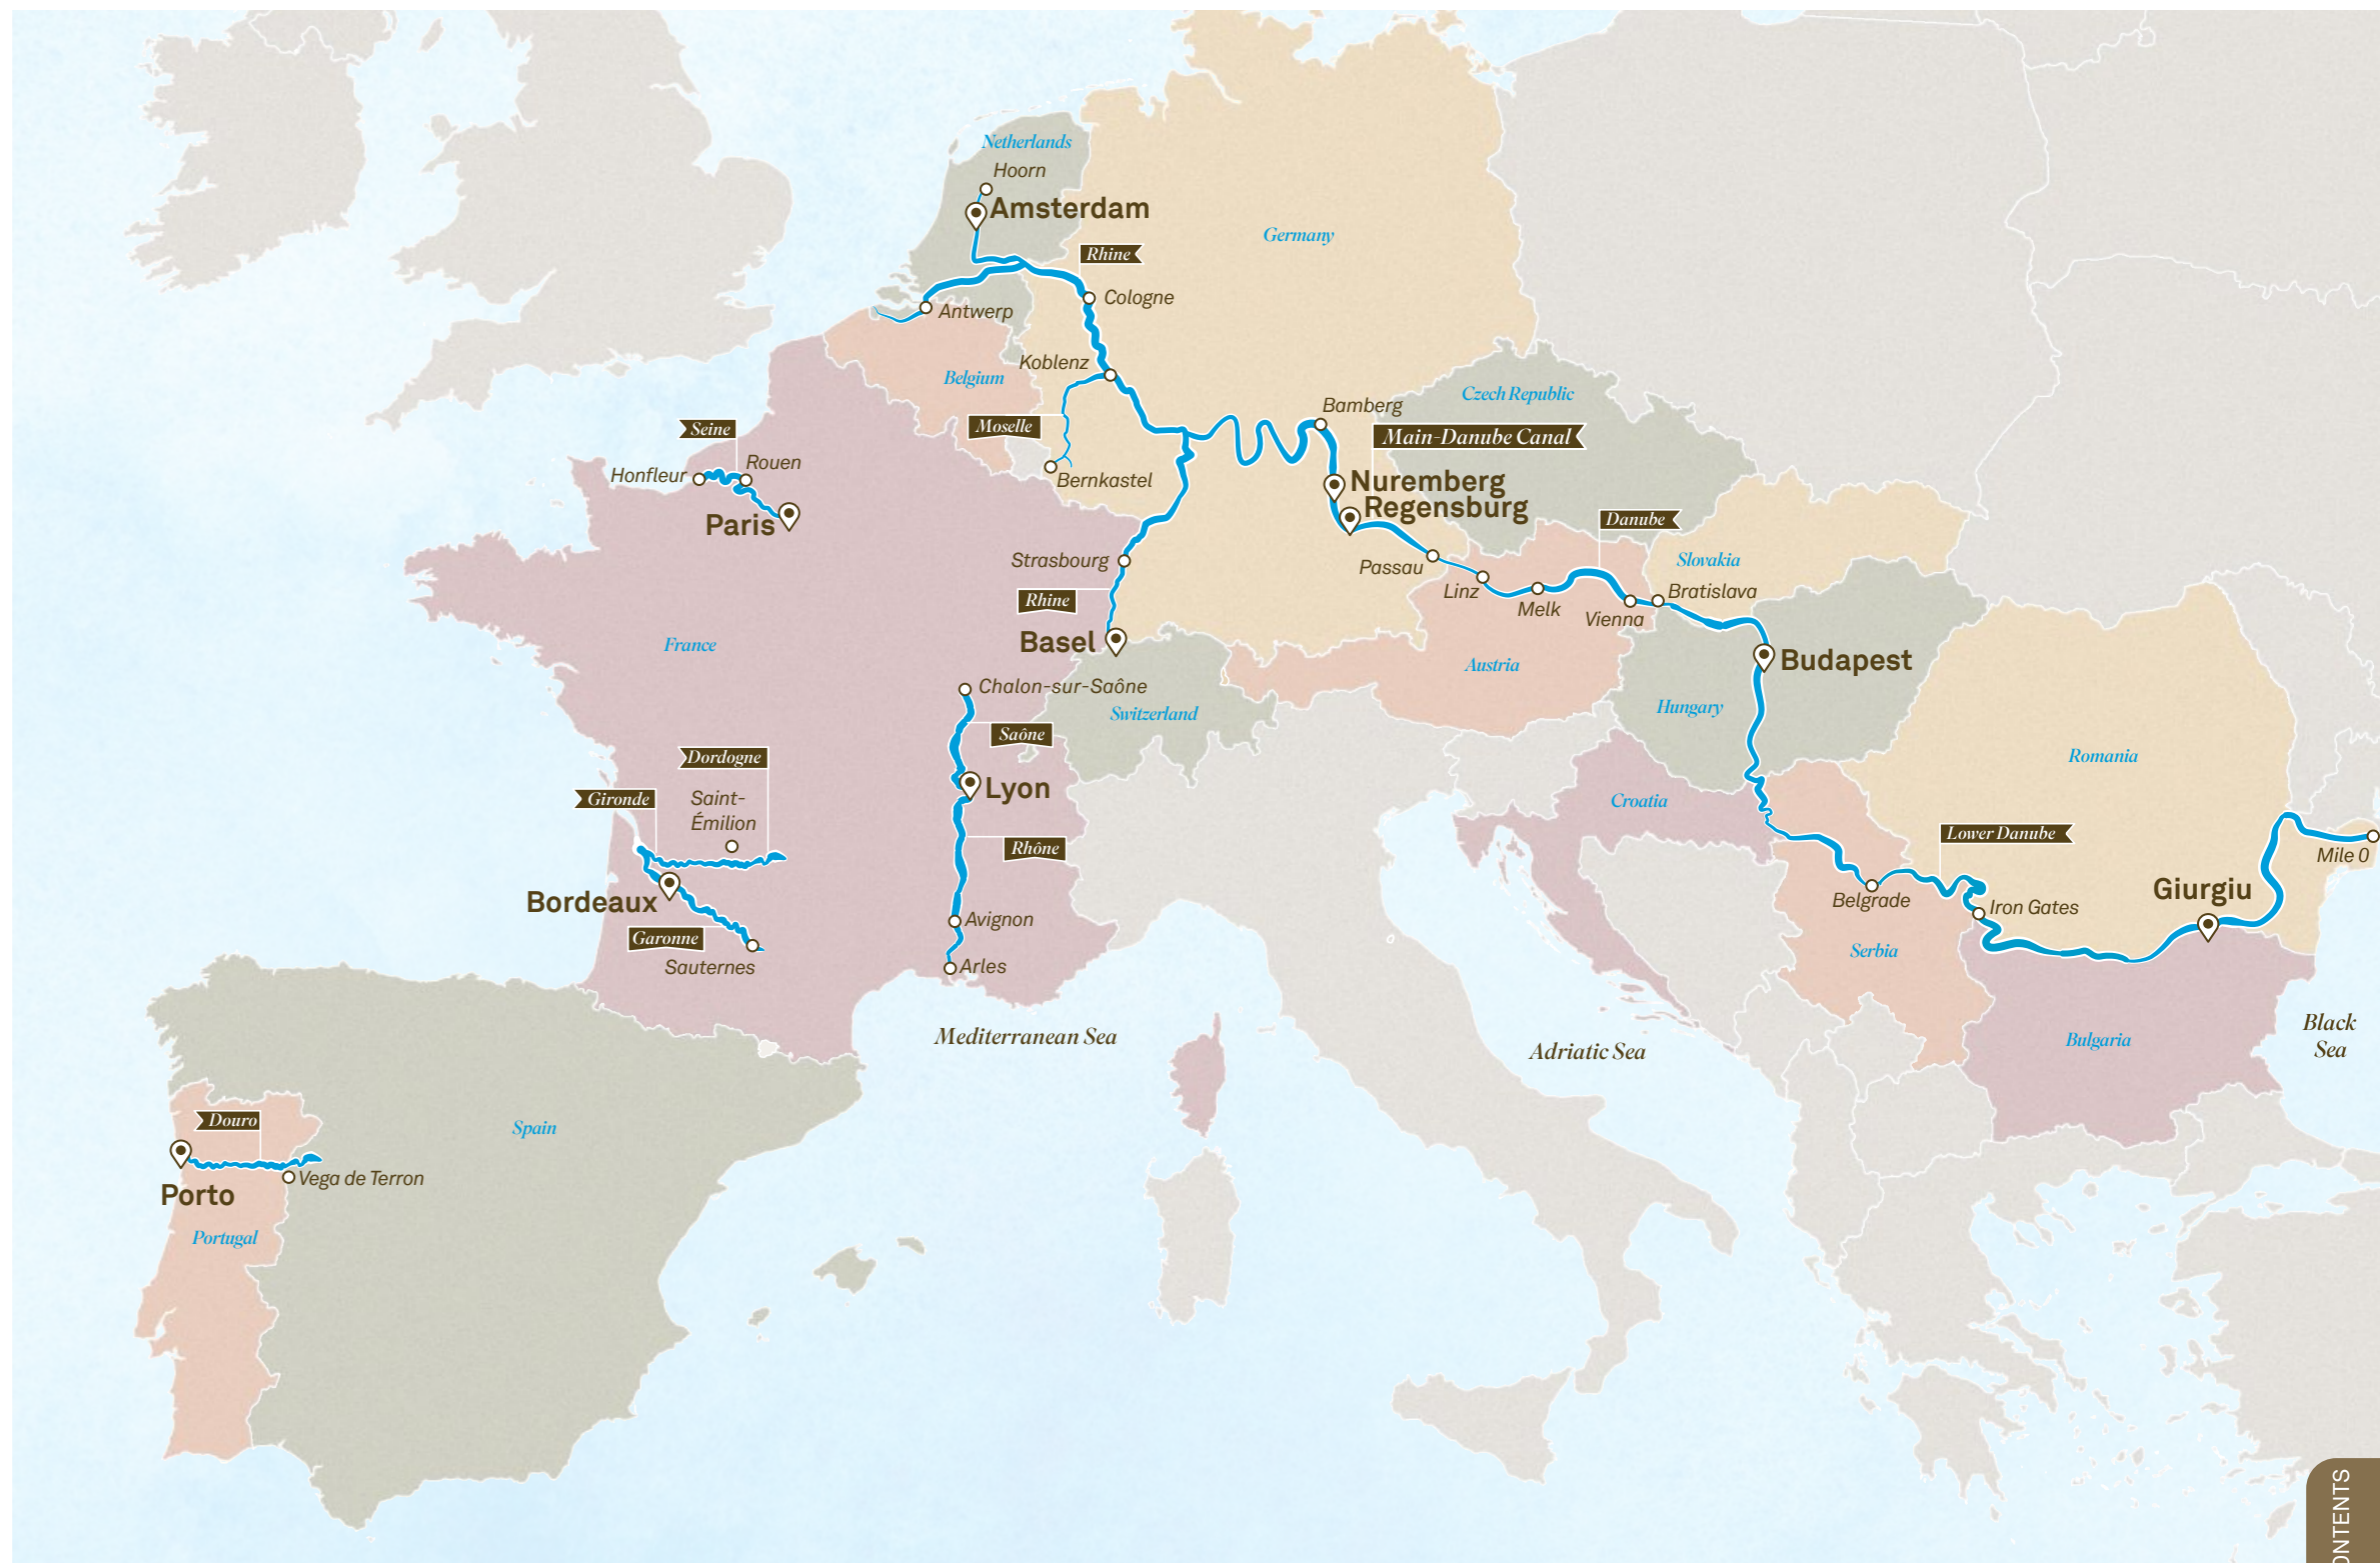 Netherlands
Hoorn
Amsterdam
Germany
Rhine
Cologne
Antwerp
Koblenz
Belgium
Czech Republic
Bamberg
Moselle
Main-Danube Canal
Seine
Rouen
Honfleur
Bernkastel
Nuremberg
Regensburg
Paris
Danube
Strasbourg
Passau
Slovakia
Linz
Bratislava
Melk
Vienna
Rhine
Basel
France
Austria
Budapest
Chalon-sur-Saône
Switzerland
Hungary
Saône
Dordogne
Romania
Lyon
Gironde
Saint-
Émilion
Croatia
Rhône
Lower Danube
Mile 0
Bordeaux
Belgrade
Giurgiu
Iron Gates
Avignon
Garonne
Sauternes
Arles
Serbia
Mediterranean Sea
Adriatic Sea
Bulgaria
Black
Sea
Douro
Spain
Vega de Terron
Porto
Portugal
ONTENTS